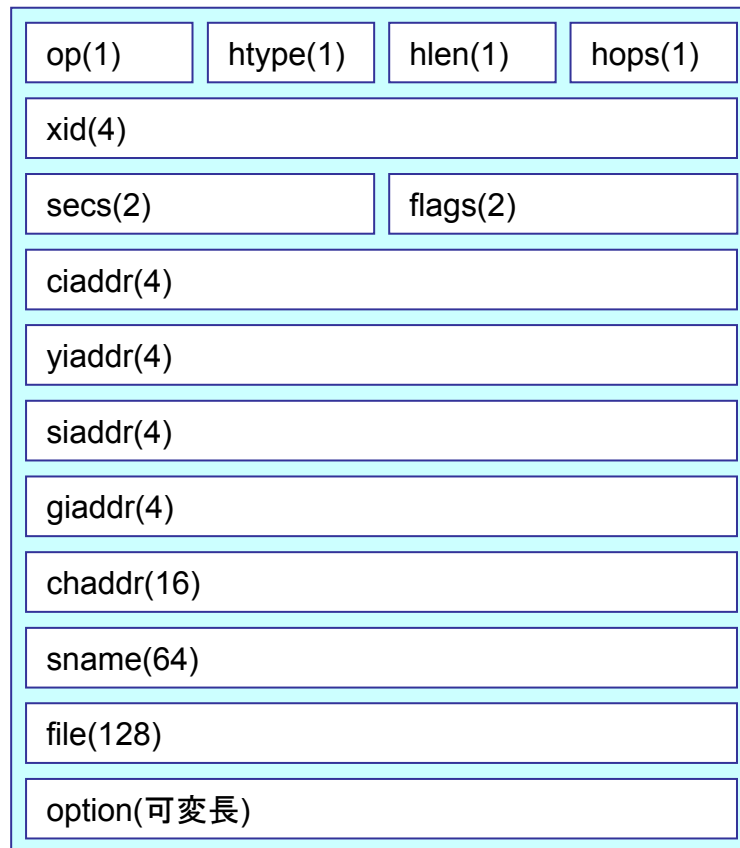 op(1) htype(1) hlen(1) hops(1)
xid(4)
secs(2) flags(2)
ciaddr(4)
yiaddr(4)
siaddr(4)
giaddr(4)
chaddr(16)
sname(64)
file(128)
option(可変長)